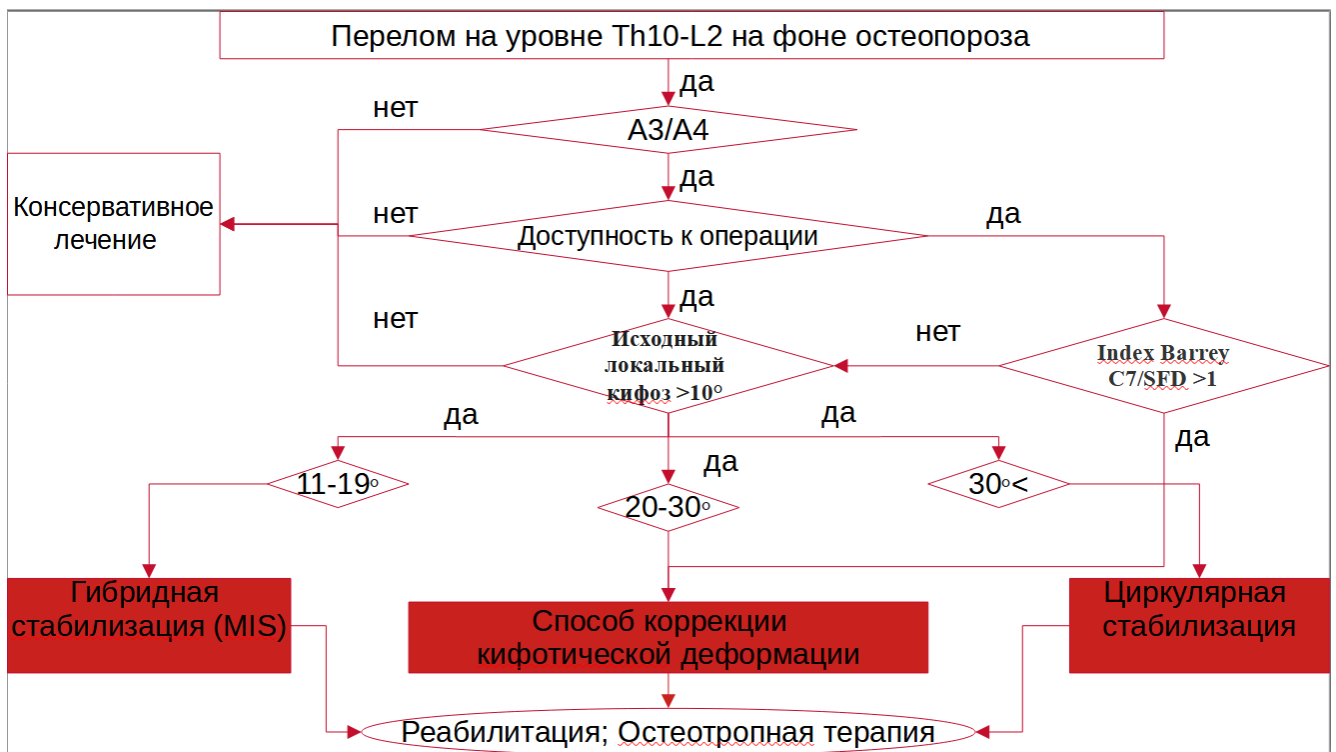 Перелом на уровне Th10-L2 на фоне остеопороза
да
нет
A3/A4
да
Консервативное
лечение
нет
Доступность к операции
да
да
нет
Исходный
локальный
кифоз >10°
нет
Index Barrey
C7/SFD >1
да
да
да
да
11-19°
20-30°
30°<
Гибридная
стабилизация (MIS)
Способ коррекции
кифотической деформации
Циркулярная
стабилизация
Реабилитация; Остеотропная терапия